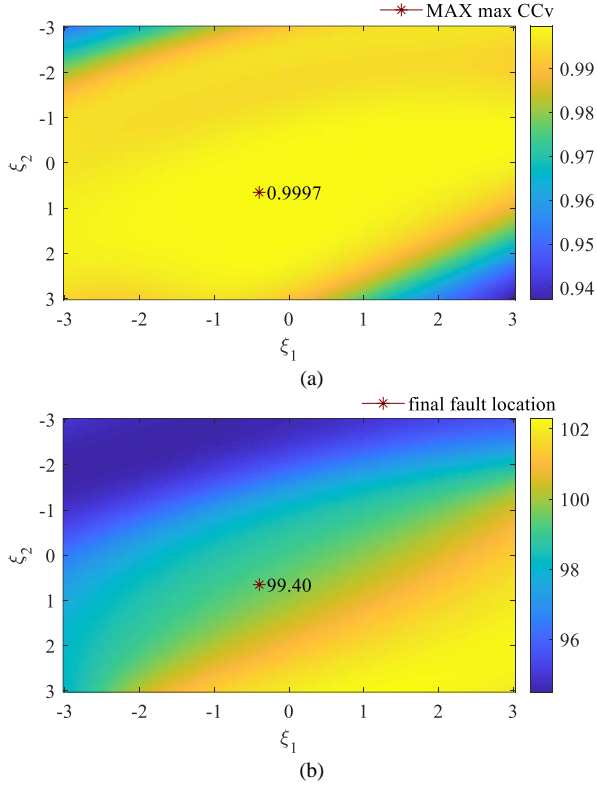 MAX max CCv
-3
-2
-1
0
1
2
3
ξ2
0.9997
-3 -2 -1 0 1 2 3
ξ1
0.99
0.98
0.97
0.96
0.95
0.94
(a)
final fault location
-3
-2
-1
0
1
2
3
ξ2
99.40
-3 -2 -1 0 1 2 3
ξ1
102
100
98
96
(b)